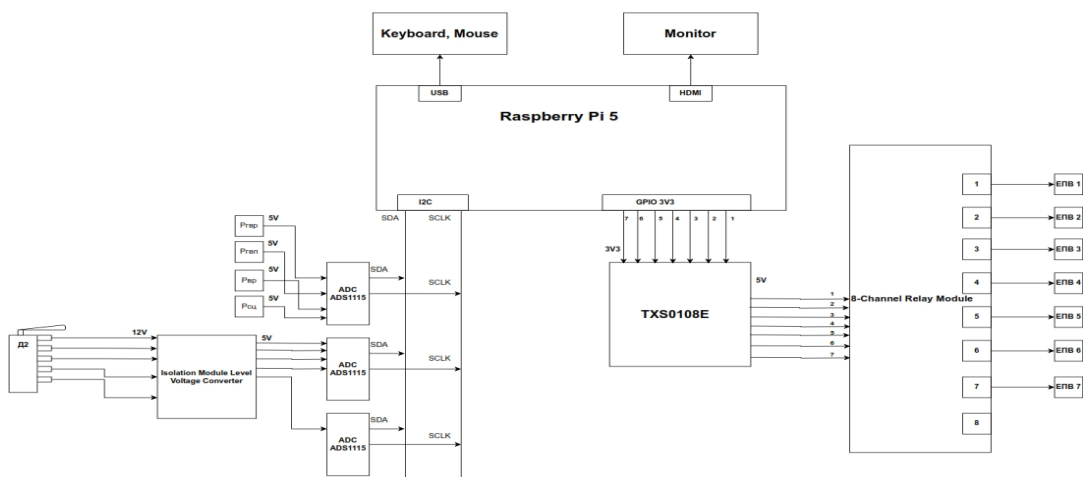 Keyboard, Mouse
Monitor
USB
HDMI
Raspberry Pi 5
I2C
GPIO 3V3
SDA
SCLK
7
6
5
4
3
2
1
3V3
TXS0108E
5V
1
2
3
4
5
6
7
8-Channel Relay Module
1
2
3
4
5
6
7
8
ЕПВ 1
ЕПВ 2
ЕПВ 3
ЕПВ 4
ЕПВ 5
ЕПВ 6
ЕПВ 7
Pгвр
5V
Pгвп
5V
Pвр
5V
Pсц
5V
ADC
ADS1115
SDA
SCLK
Д2
12V
Isolation Module Level
Voltage Converter
5V
ADC
ADS1115
SDA
SCLK
ADC
ADS1115
SDA
SCLK